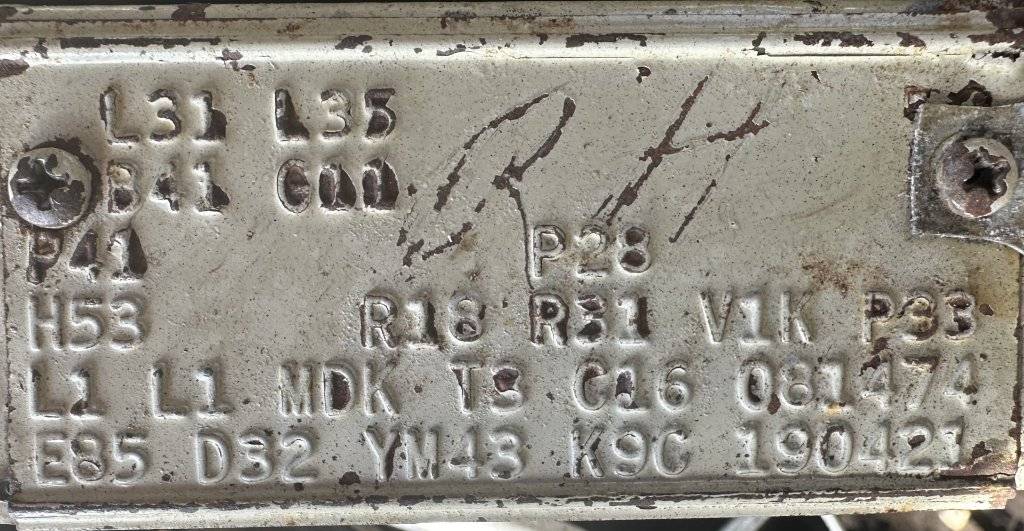 L31 L35
B41
P41 P28
H53 R18 R31 V1K P33
L1 L1 MDK T3 C16 081474
E85 D32 YM43 K9C 190421